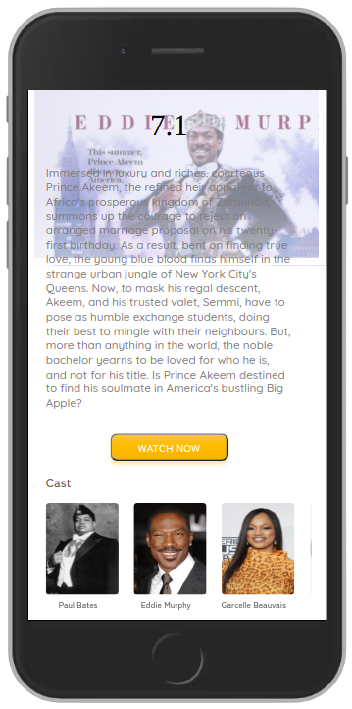 EDDIE MURP
7.1
This summer,
Prince Akeem
America.
Immersed in luxury and riches, courteous
Prince Akeem, the refined heir apparent to
Africa's prosperous kingdom of Zamunda,
summons up the courage to reject an
arranged marriage proposal on his twenty-
first birthday. As a result, bent on finding true
love, the young blue blood finds himself in the
strange urban jungle of New York City's
Queens. Now, to mask his regal descent,
Akeem, and his trusted valet, Semmi, have to
pose as humble exchange students, doing
their best to mingle with their neighbours. But,
more than anything in the world, the noble
bachelor yearns to be loved for who he is,
and not for his title. Is Prince Akeem destined
to find his soulmate in America's bustling Big
Apple?
WATCH NOW
Cast
Paul Bates Eddie Murphy Garcelle Beauvais